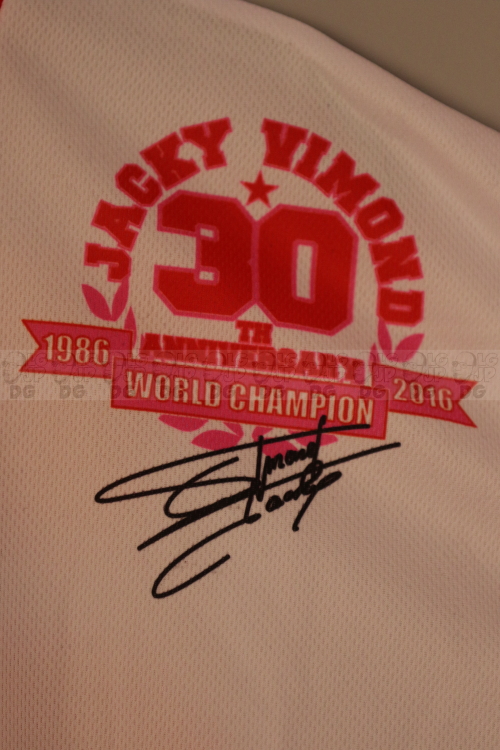 JACKY VIMOND
30
TH
ANNIVERSARY
1986 WORLD CHAMPION 2016